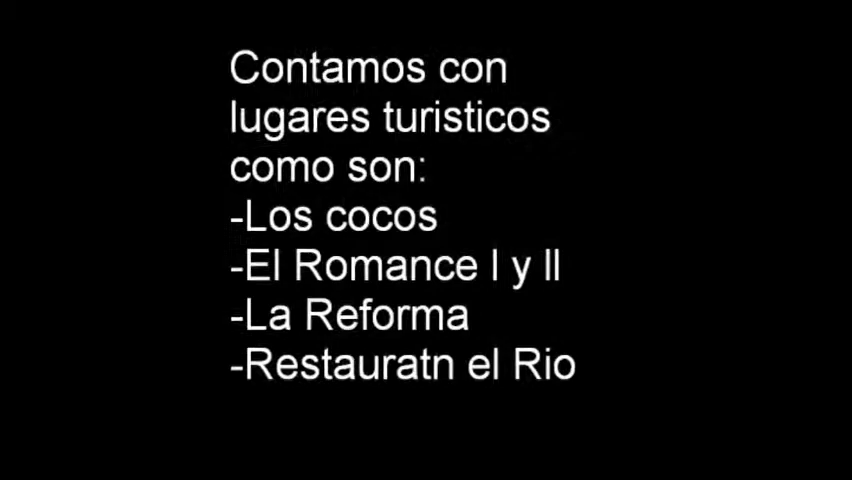 Contamos con
lugares turisticos
como son:
-Los cocos
-El Romance I y II
-La Reforma
-Restauratn el Rio